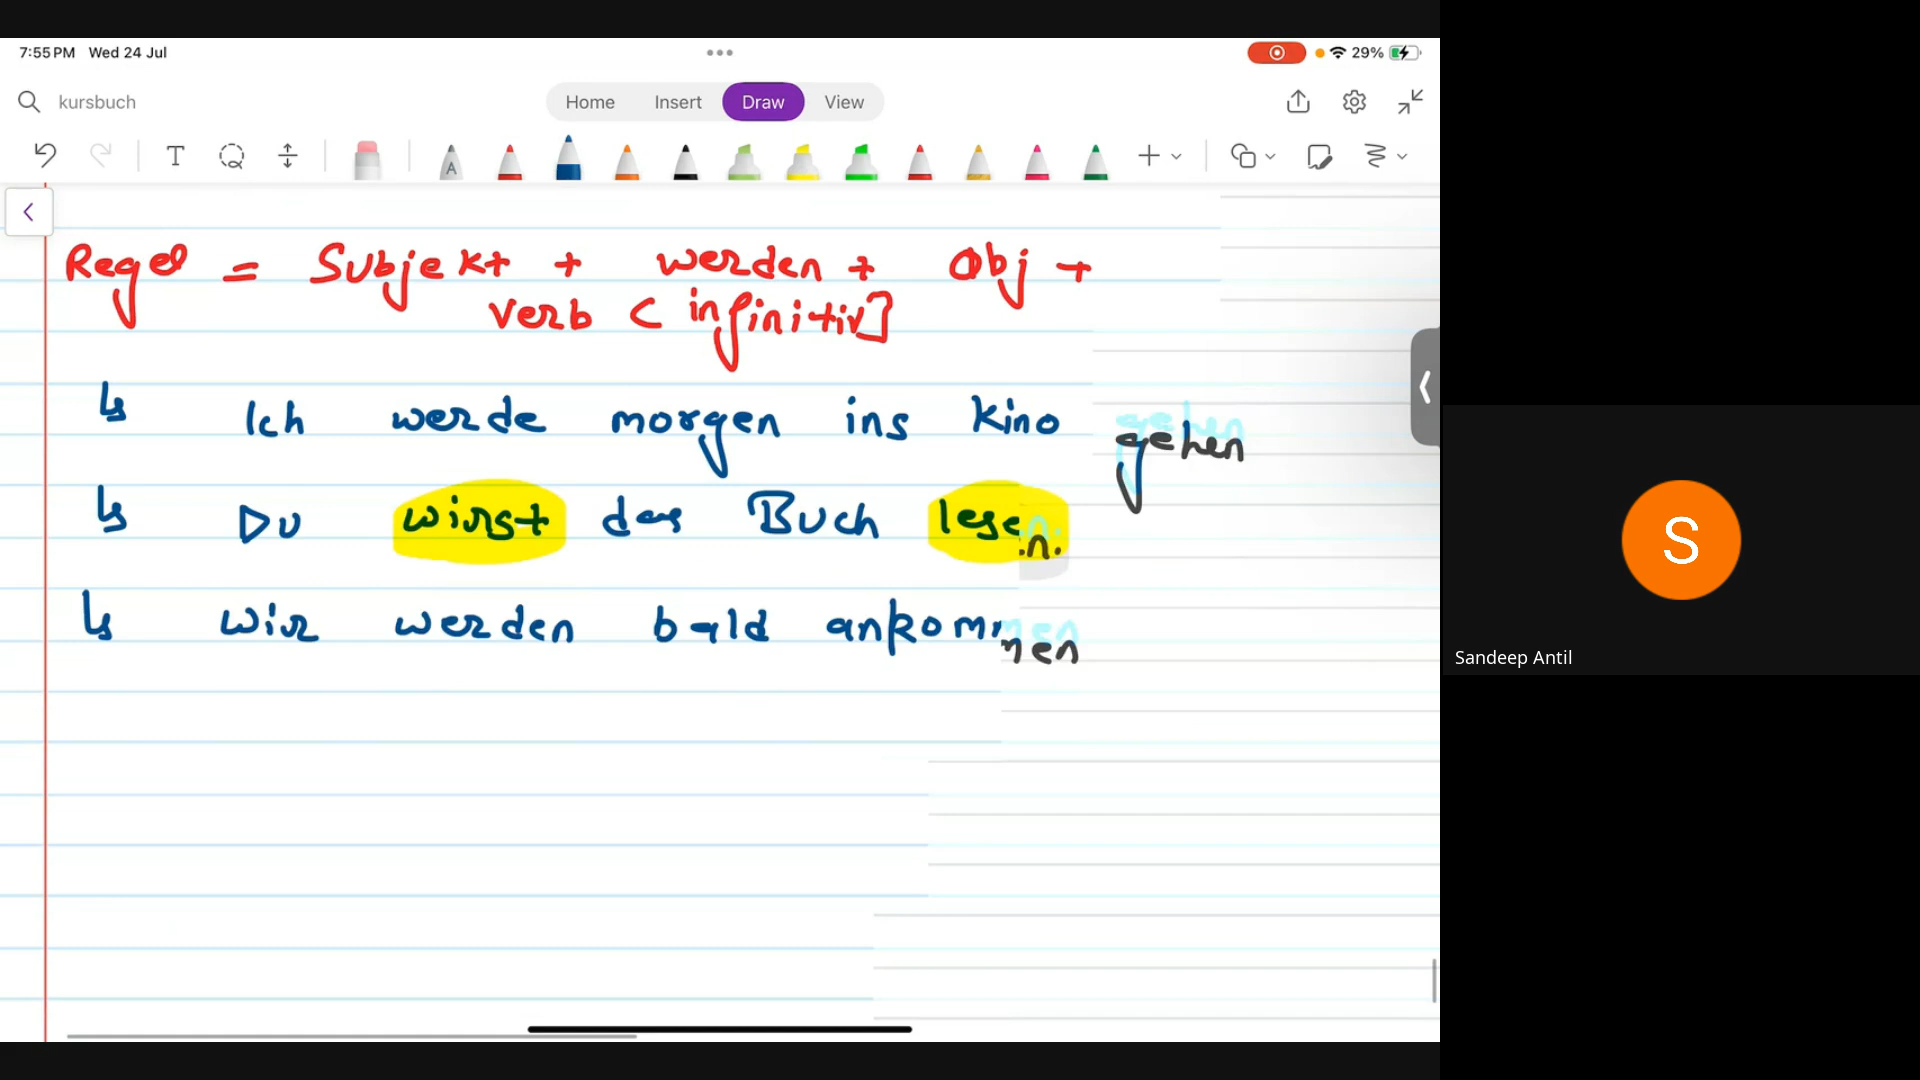 7:55 PM Wed 24 Jul 29%
kursbuch Home Insert Draw View
T A
Regel = Subjekt + werden + Obj +
verb ( infinitiv]
↳ Ich werde morgen ins Kino gehen
↳ Du wirst das Buch lesen.
↳ Wir werden bald ankommen
S
Sandeep Antil